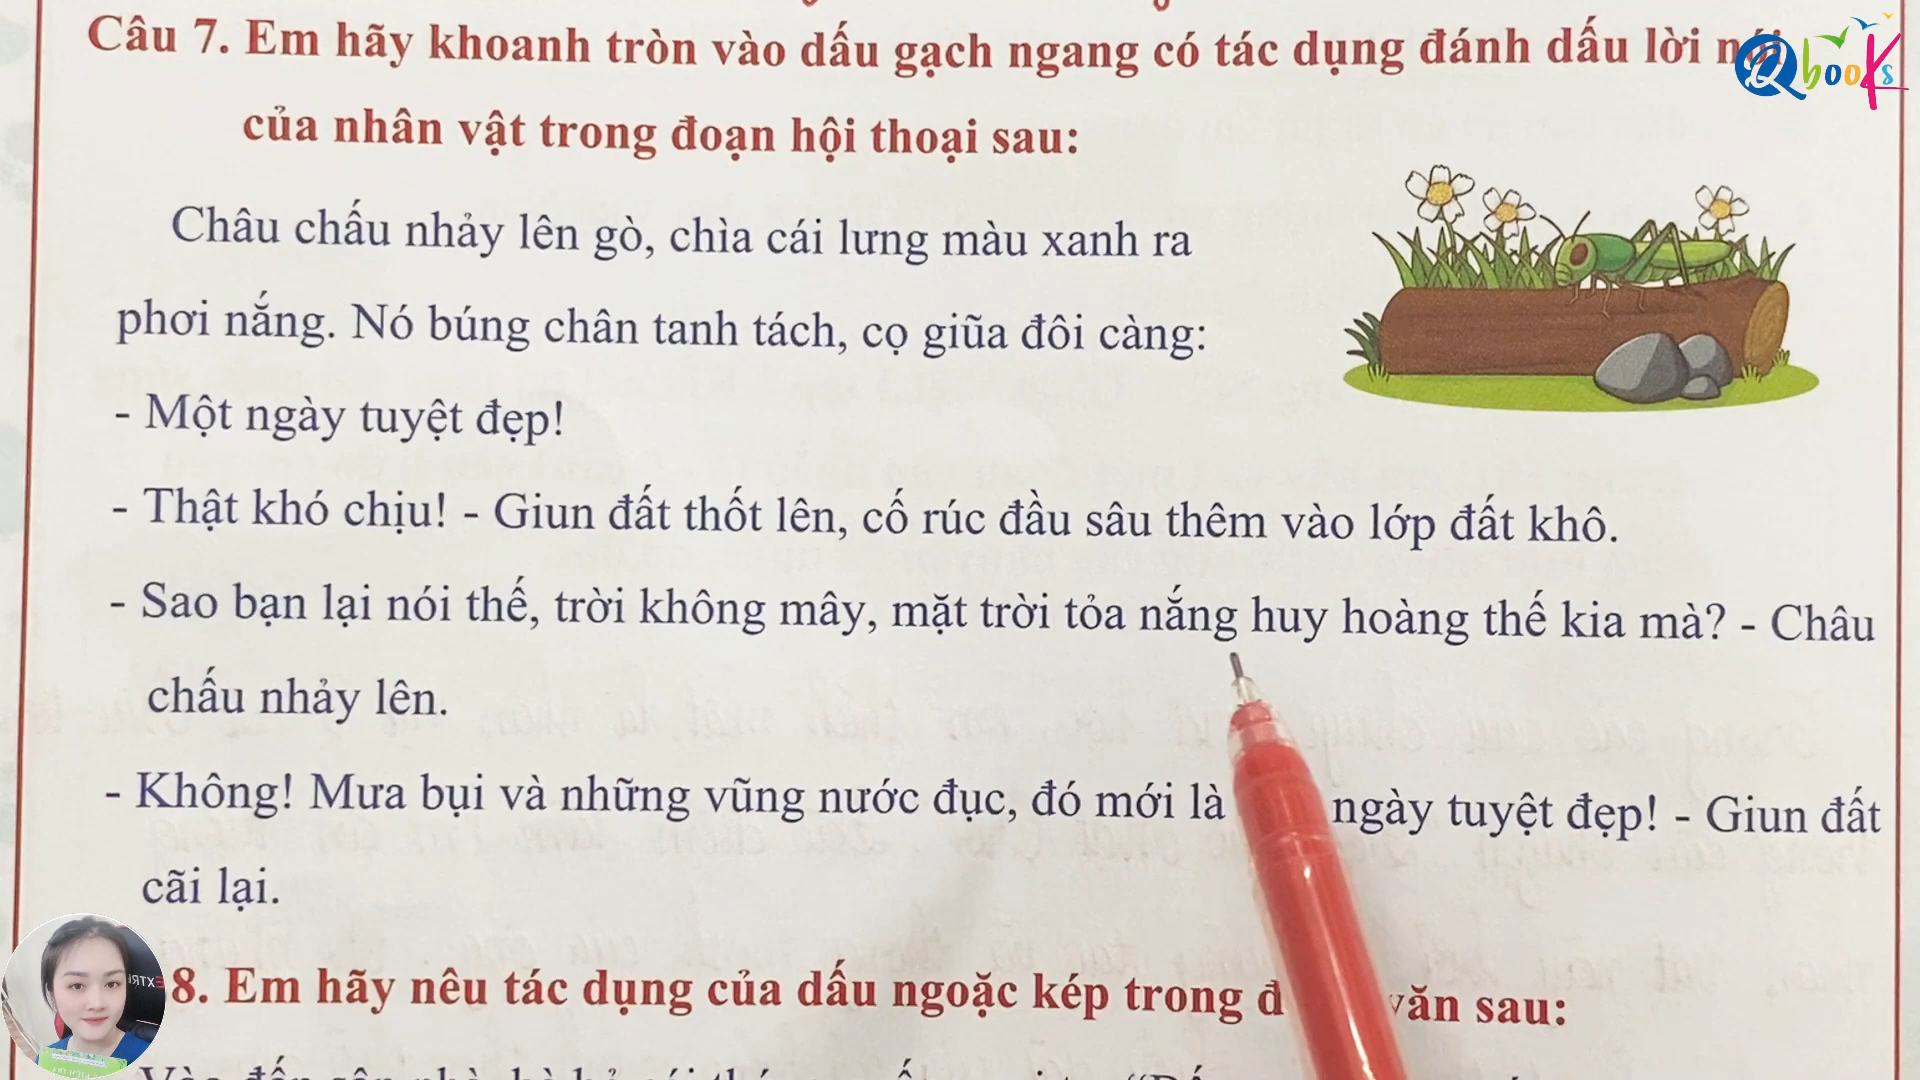 Câu 7. Em hãy khoanh tròn vào dấu gạch ngang có tác dụng đánh dấu lời nói
Qbooks
của nhân vật trong đoạn hội thoại sau:
Châu chấu nhảy lên gò, chìa cái lưng màu xanh ra
phơi nắng. Nó búng chân tanh tách, cọ giũa đôi càng:
- Một ngày tuyệt đẹp!
- Thật khó chịu! - Giun đất thốt lên, cố rúc đầu sâu thêm vào lớp đất khô.
- Sao bạn lại nói thế, trời không mây, mặt trời tỏa nắng huy hoàng thế kia mà? - Châu
chấu nhảy lên.
- Không! Mưa bụi và những vũng nước đục, đó mới là ngày tuyệt đẹp! - Giun đất
cãi lại.
8. Em hãy nêu tác dụng của dấu ngoặc kép trong văn sau: